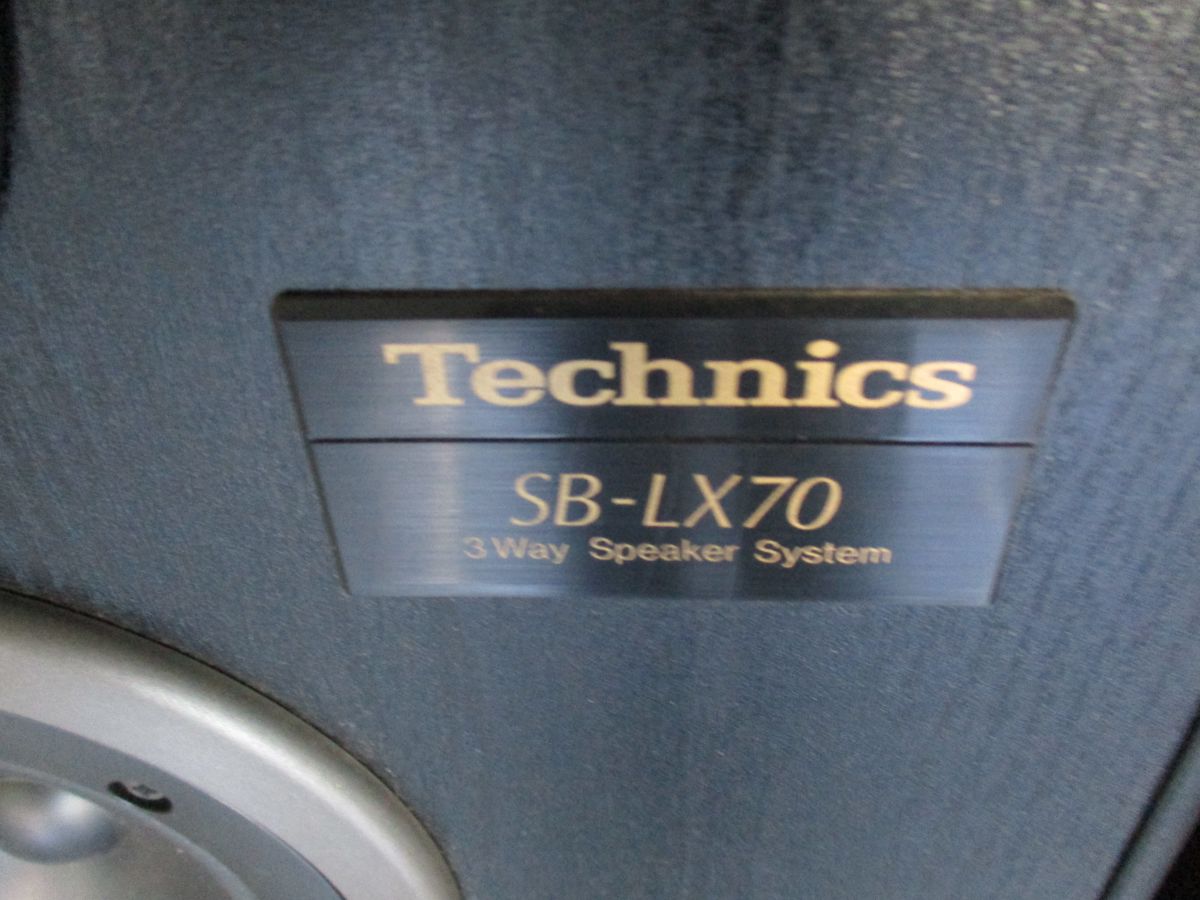 Technics
SB-LX70
3 Way Speaker System